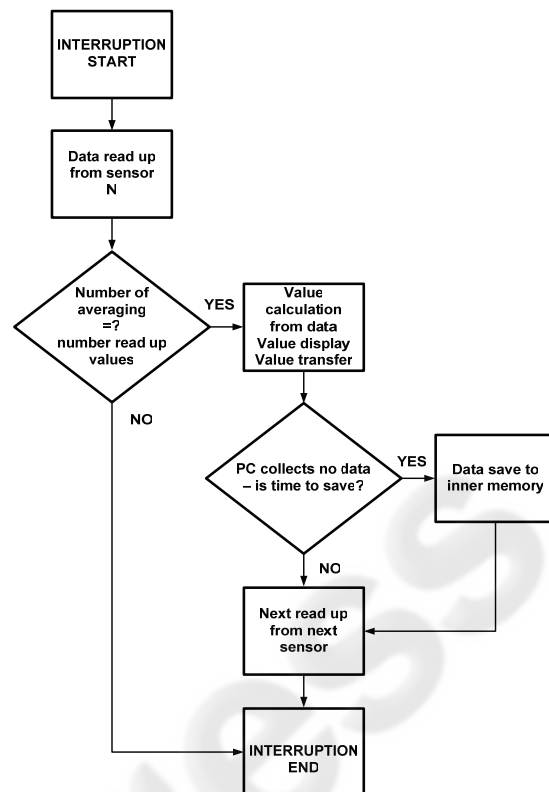 INTERRUPTION
START
Data read up
from sensor
N
Number of
averaging
=?
number read up
values
YES
Value
calculation
from data
Value display
Value transfer
NO
PC collects no data
– is time to save?
YES
Data save to
inner memory
NO
Next read up
from next
sensor
INTERRUPTION
END